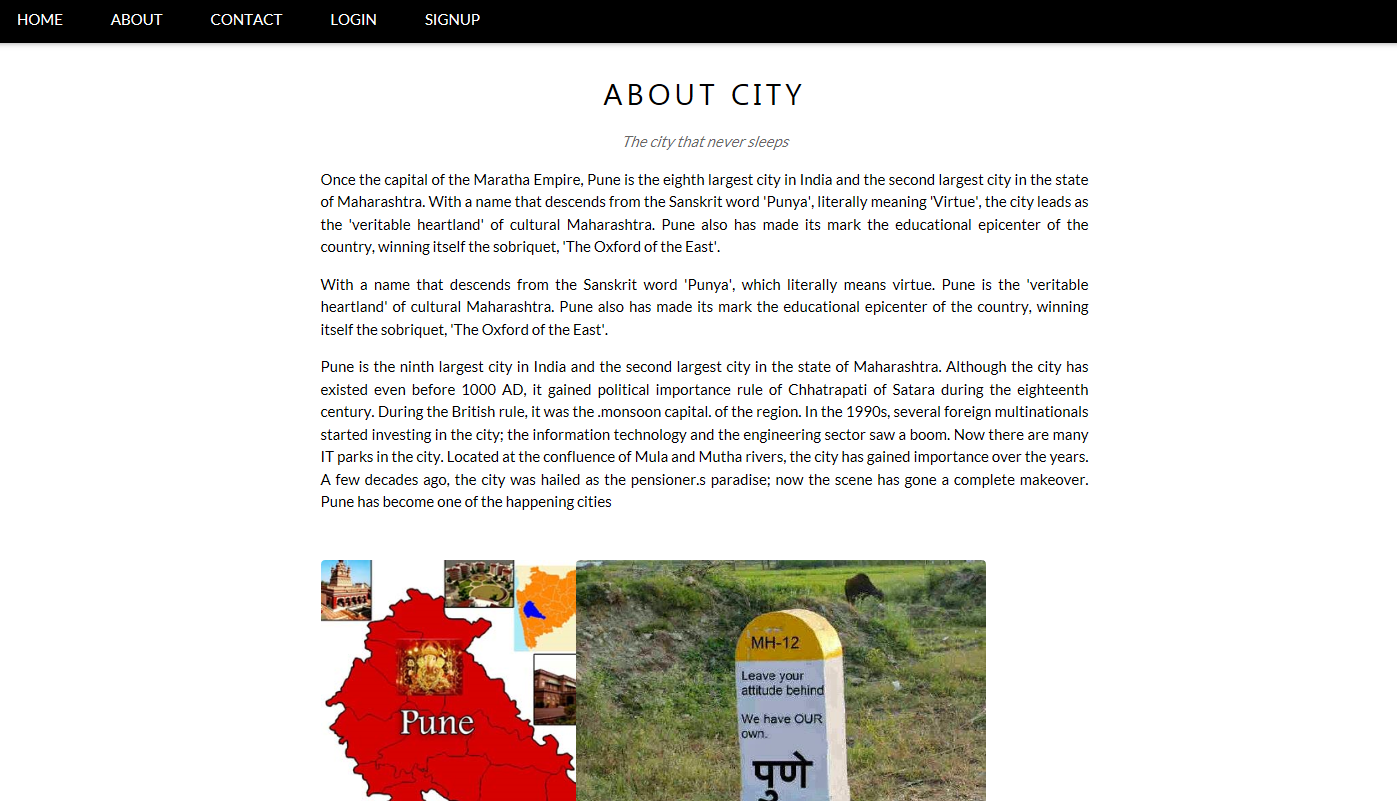 HOME ABOUT CONTACT LOGIN SIGNUP
ABOUT CITY
The city that never sleeps
Once the capital of the Maratha Empire, Pune is the eighth largest city in India and the second largest city in the state
of Maharashtra. With a name that descends from the Sanskrit word 'Punya', literally meaning 'Virtue', the city leads as
the 'veritable heartland' of cultural Maharashtra. Pune also has made its mark the educational epicenter of the
country, winning itself the sobriquet, 'The Oxford of the East'.
With a name that descends from the Sanskrit word 'Punya', which literally means virtue. Pune is the 'veritable
heartland' of cultural Maharashtra. Pune also has made its mark the educational epicenter of the country, winning
itself the sobriquet, 'The Oxford of the East'.
Pune is the ninth largest city in India and the second largest city in the state of Maharashtra. Although the city has
existed even before 1000 AD, it gained political importance rule of Chhatrapati of Satara during the eighteenth
century. During the British rule, it was the .monsoon capital. of the region. In the 1990s, several foreign multinationals
started investing in the city; the information technology and the engineering sector saw a boom. Now there are many
IT parks in the city. Located at the confluence of Mula and Mutha rivers, the city has gained importance over the years.
A few decades ago, the city was hailed as the pensioner.s paradise; now the scene has gone a complete makeover.
Pune has become one of the happening cities
Pune
MH-12
Leave your
attitude behind
We have OUR
own.
पुणे